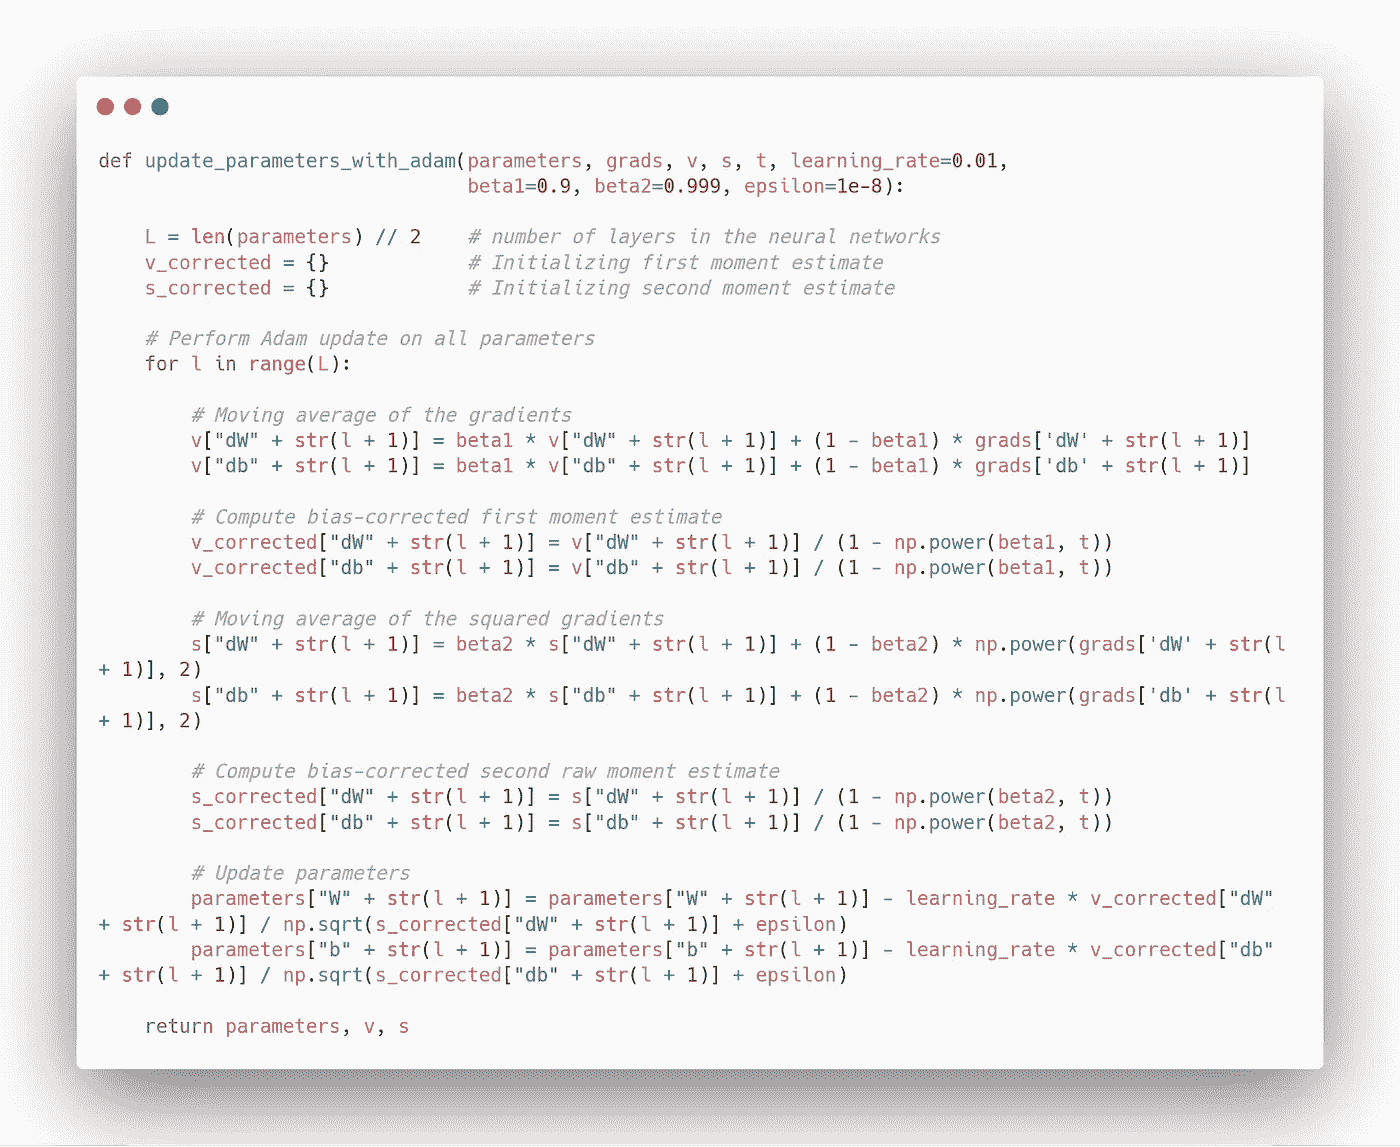 def update_parameters_with_adam(parameters, grads, v, s, t, learning_rate=0.01,
                                beta1=0.9, beta2=0.999, epsilon=1e-8):
    L = len(parameters) // 2    # number of layers in the neural networks
    v_corrected = {}            # Initializing first moment estimate
    s_corrected = {}            # Initializing second moment estimate
    # Perform Adam update on all parameters
    for l in range(L):
        # Moving average of the gradients
        v["dW" + str(l + 1)] = beta1 * v["dW" + str(l + 1)] + (1 - beta1) * grads['dW' + str(l + 1)]
        v["db" + str(l + 1)] = beta1 * v["db" + str(l + 1)] + (1 - beta1) * grads['db' + str(l + 1)]
        # Compute bias-corrected first moment estimate
        v_corrected["dW" + str(l + 1)] = v["dW" + str(l + 1)] / (1 - np.power(beta1, t))
        v_corrected["db" + str(l + 1)] = v["db" + str(l + 1)] / (1 - np.power(beta1, t))
        # Moving average of the squared gradients
        s["dW" + str(l + 1)] = beta2 * s["dW" + str(l + 1)] + (1 - beta2) * np.power(grads['dW' + str(l
+ 1)], 2)
        s["db" + str(l + 1)] = beta2 * s["db" + str(l + 1)] + (1 - beta2) * np.power(grads['db' + str(l
+ 1)], 2)
        # Compute bias-corrected second raw moment estimate
        s_corrected["dW" + str(l + 1)] = s["dW" + str(l + 1)] / (1 - np.power(beta2, t))
        s_corrected["db" + str(l + 1)] = s["db" + str(l + 1)] / (1 - np.power(beta2, t))
        # Update parameters
        parameters["W" + str(l + 1)] = parameters["W" + str(l + 1)] - learning_rate * v_corrected["dW"
+ str(l + 1)] / np.sqrt(s_corrected["dW" + str(l + 1)] + epsilon)
        parameters["b" + str(l + 1)] = parameters["b" + str(l + 1)] - learning_rate * v_corrected["db"
+ str(l + 1)] / np.sqrt(s_corrected["db" + str(l + 1)] + epsilon)
    return parameters, v, s